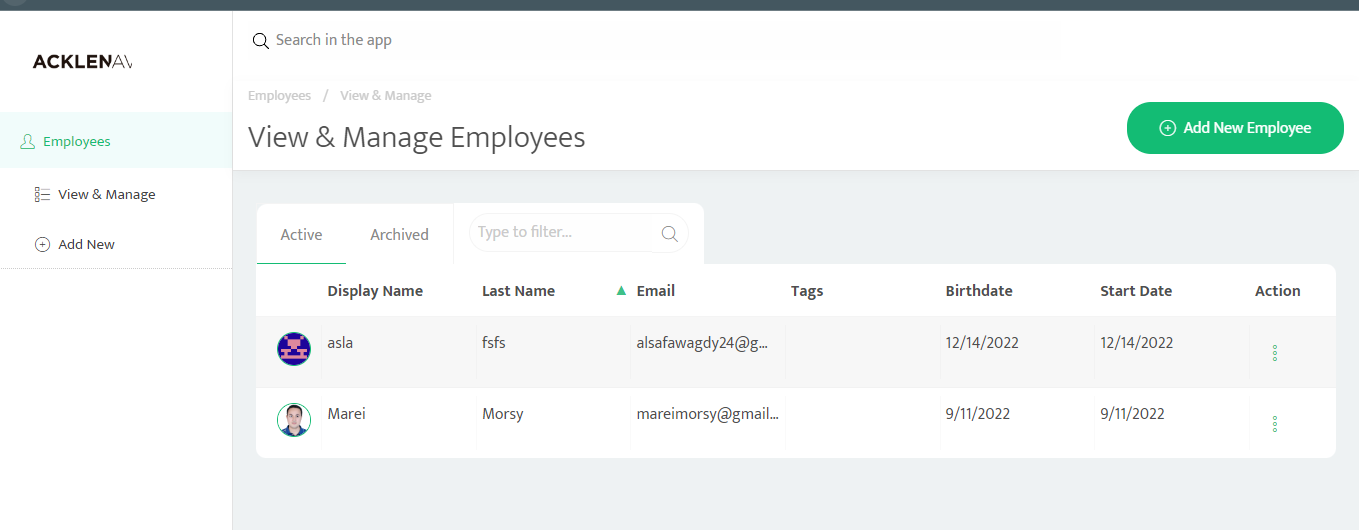 Search in the app
ACKLENAV
Employees / View & Manage
View & Manage Employees
Add New Employee
Employees
View & Manage
Add New
Active Archived Type to filter...
Display Name Last Name Email Tags Birthdate Start Date Action
asla fsfs alsafawagdy24@g... 12/14/2022 12/14/2022
Marei Morsy mareimorsy@gmail... 9/11/2022 9/11/2022